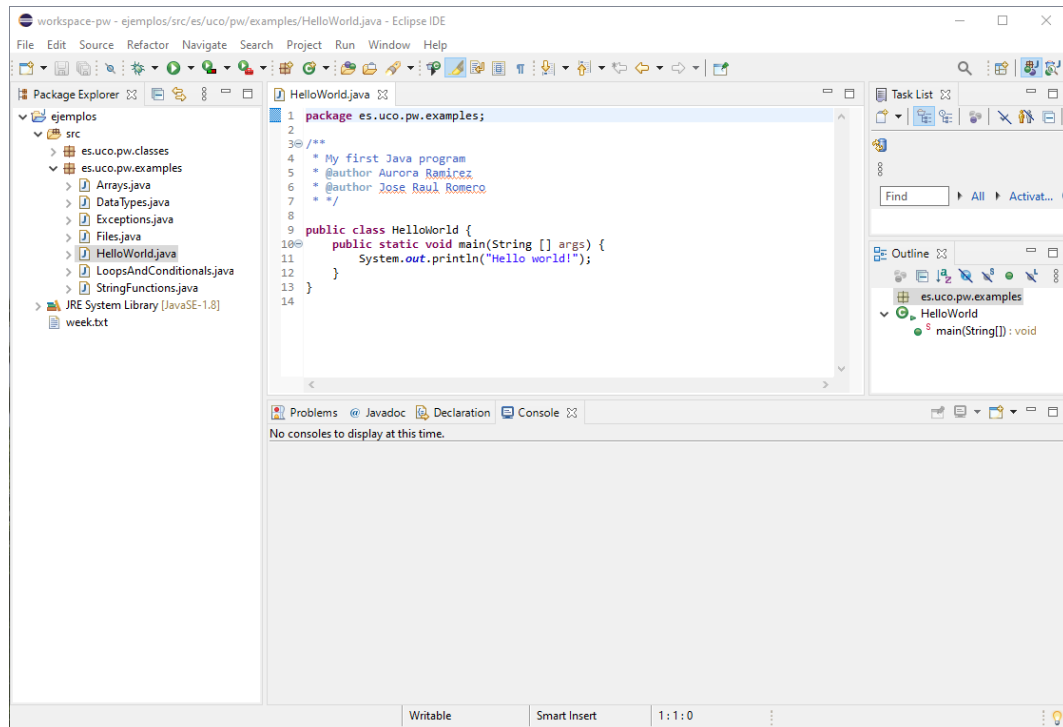 workspace-pw - ejemplos/src/es/uco/pw/examples/HelloWorld.java - Eclipse IDE
File Edit Source Refactor Navigate Search Project Run Window Help
Package Explorer
ejemplos
src
es.uco.pw.classes
es.uco.pw.examples
Arrays.java
DataTypes.java
Exceptions.java
Files.java
HelloWorld.java
LoopsAndConditionals.java
StringFunctions.java
JRE System Library [JavaSE-1.8]
week.txt
HelloWorld.java
1 package es.uco.pw.examples;
2
3 /**
4 * My first Java program
5 * @author Aurora Ramirez
6 * @author Jose Raul Romero
7 * */
8
9 public class HelloWorld {
10 public static void main(String [] args) {
11 System.out.println("Hello world!");
12 }
13 }
14
Task List
Find All Activat...
Outline
es.uco.pw.examples
HelloWorld
main(String[]) : void
Problems @ Javadoc Declaration Console
No consoles to display at this time.
Writable Smart Insert 1 : 1 : 0